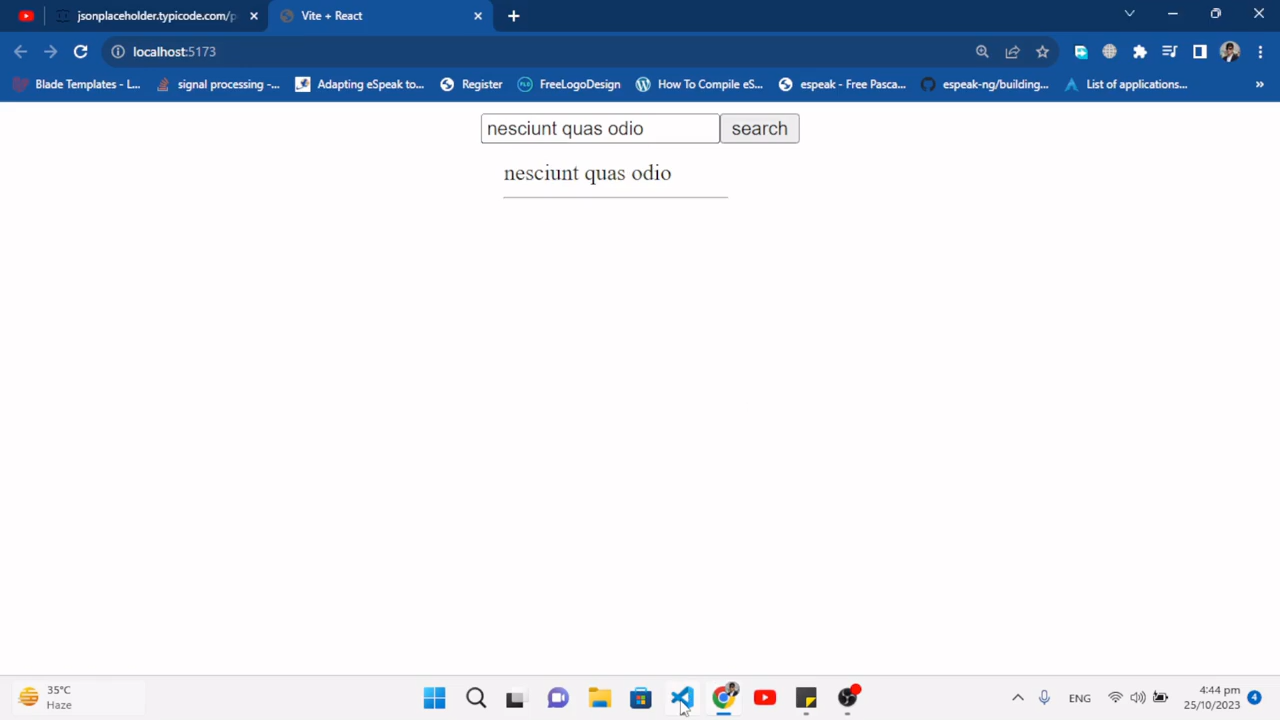 jsonplaceholder.typicode.com/p
Vite + React
localhost:5173
Blade Templates - L...
signal processing -...
Adapting eSpeak to...
Register
FreeLogoDesign
How To Compile eS...
espeak - Free Pasca...
espeak-ng/building...
List of applications...
»
nesciunt quas odio
search
nesciunt quas odio
35°C
Haze
ENG
4:44 pm
25/10/2023
4